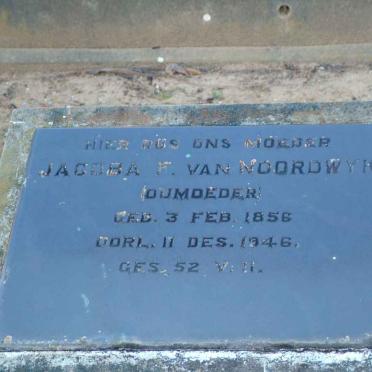 HIER RUS ONS MOEDER
JACOBA F. VAN NOORDWYK
(OUMOEDER)
GEB. 3 FEB. 1856
OORL. 11 DES. 1946.
GES. 52 V. 11.